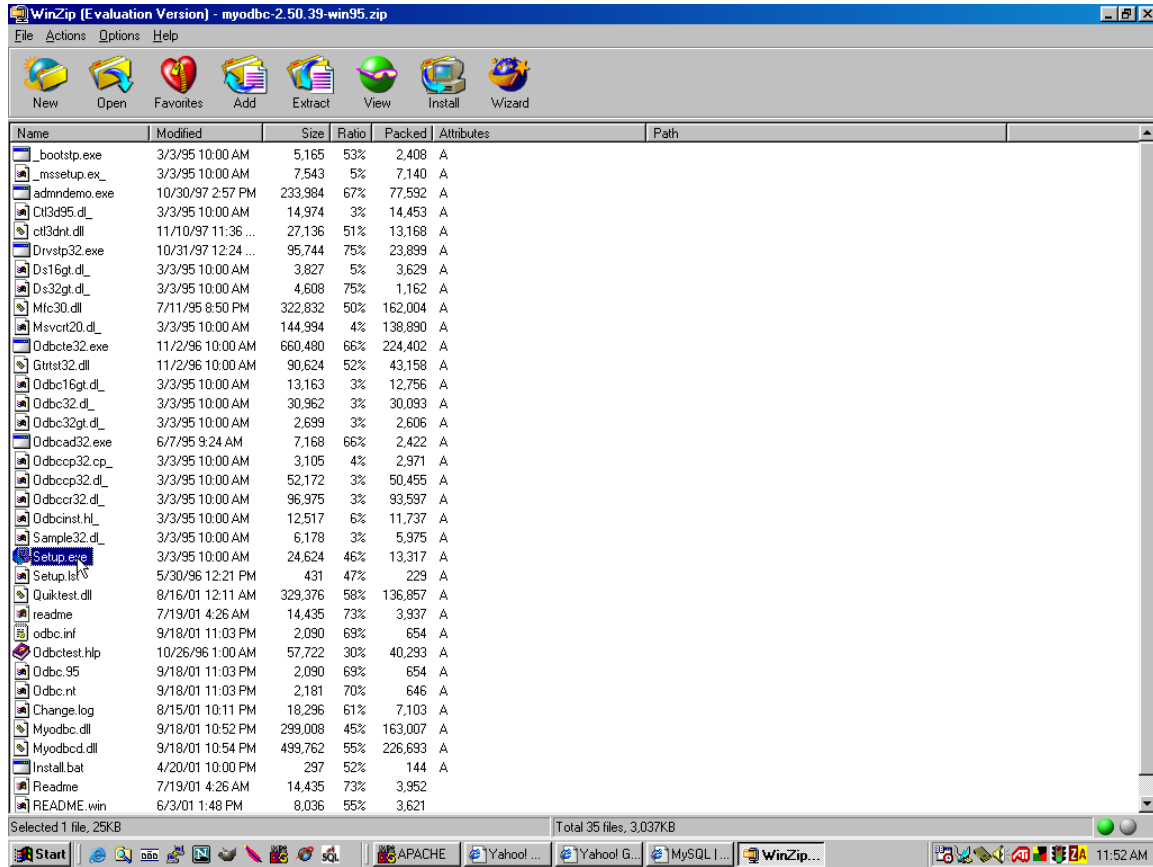 WinZip (Evaluation Version) - myodbc-2.50.39-win95.zip
File Actions Options Help
New Open Favorites Add Extract View Install Wizard
Name Modified Size Ratio Packed Attributes Path
_bootstp.exe 3/3/95 10:00 AM 5,165 53% 2,408 A
_mssetup.ex_ 3/3/95 10:00 AM 7,543 5% 7,140 A
admndemo.exe 10/30/97 2:57 PM 233,984 67% 77,592 A
Ctl3d95.dl_ 3/3/95 10:00 AM 14,974 3% 14,453 A
ctl3dnt.dll 11/10/97 11:36 ... 27,136 51% 13,168 A
Drvstp32.exe 10/31/97 12:24 ... 95,744 75% 23,899 A
Ds16gt.dl_ 3/3/95 10:00 AM 3,827 5% 3,629 A
Ds32gt.dl_ 3/3/95 10:00 AM 4,608 75% 1,162 A
Mfc30.dll 7/11/95 8:50 PM 322,832 50% 162,004 A
Msvcrt20.dl_ 3/3/95 10:00 AM 144,994 4% 138,890 A
Odbcte32.exe 11/2/96 10:00 AM 660,480 66% 224,402 A
Gtrtst32.dll 11/2/96 10:00 AM 90,624 52% 43,158 A
Odbc16gt.dl_ 3/3/95 10:00 AM 13,163 3% 12,756 A
Odbc32.dl_ 3/3/95 10:00 AM 30,962 3% 30,093 A
Odbc32gt.dl_ 3/3/95 10:00 AM 2,699 3% 2,606 A
Odbcad32.exe 6/7/95 9:24 AM 7,168 66% 2,422 A
Odbccp32.cp_ 3/3/95 10:00 AM 3,105 4% 2,971 A
Odbccp32.dl_ 3/3/95 10:00 AM 52,172 3% 50,455 A
Odbccr32.dl_ 3/3/95 10:00 AM 96,975 3% 93,597 A
Odbcinst.hl_ 3/3/95 10:00 AM 12,517 6% 11,737 A
Sample32.dl_ 3/3/95 10:00 AM 6,178 3% 5,975 A
Setup.exe 3/3/95 10:00 AM 24,624 46% 13,317 A
Setup.lst 5/30/96 12:21 PM 431 47% 229 A
Quiktest.dll 8/16/01 12:11 AM 329,376 58% 136,857 A
readme 7/19/01 4:26 AM 14,435 73% 3,937 A
odbc.inf 9/18/01 11:03 PM 2,090 69% 654 A
Odbctest.hlp 10/26/96 1:00 AM 57,722 30% 40,293 A
Odbc.95 9/18/01 11:03 PM 2,090 69% 654 A
Odbc.nt 9/18/01 11:03 PM 2,181 70% 646 A
Change.log 8/15/01 10:11 PM 18,296 61% 7,103 A
Myodbc.dll 9/18/01 10:52 PM 299,008 45% 163,007 A
Myodbcd.dll 9/18/01 10:54 PM 499,762 55% 226,693 A
Install.bat 4/20/01 10:00 PM 297 52% 144 A
Readme 7/19/01 4:26 AM 14,435 73% 3,952
README.win 6/3/01 1:48 PM 8,036 55% 3,621
Selected 1 file, 25KB Total 35 files, 3,037KB
Start SQL APACHE Yahoo! ... Yahoo! G... MySQL | ... WinZip... ZA 11:52 AM